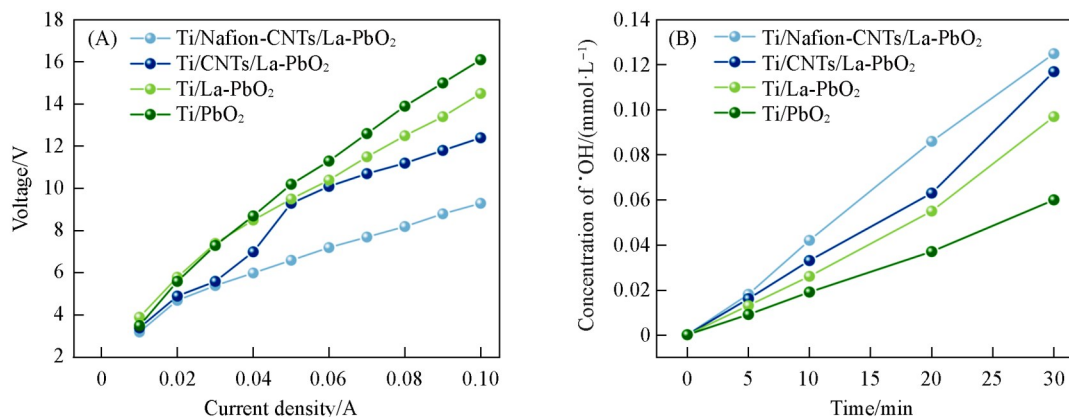 (A)
Ti/Nafion-CNTs/La-PbO₂
Ti/CNTs/La-PbO₂
Ti/La-PbO₂
Ti/PbO₂
18
16
14
12
10
8
6
4
2
Voltage/V
0 0.02 0.04 0.06 0.08 0.10
Current density/A
(B)
Ti/Nafion-CNTs/La-PbO₂
Ti/CNTs/La-PbO₂
Ti/La-PbO₂
Ti/PbO₂
0.14
0.12
0.10
0.08
0.06
0.04
0.02
0
Concentration of ˙OH/(mmol·L⁻¹)
0 5 10 15 20 25 30
Time/min